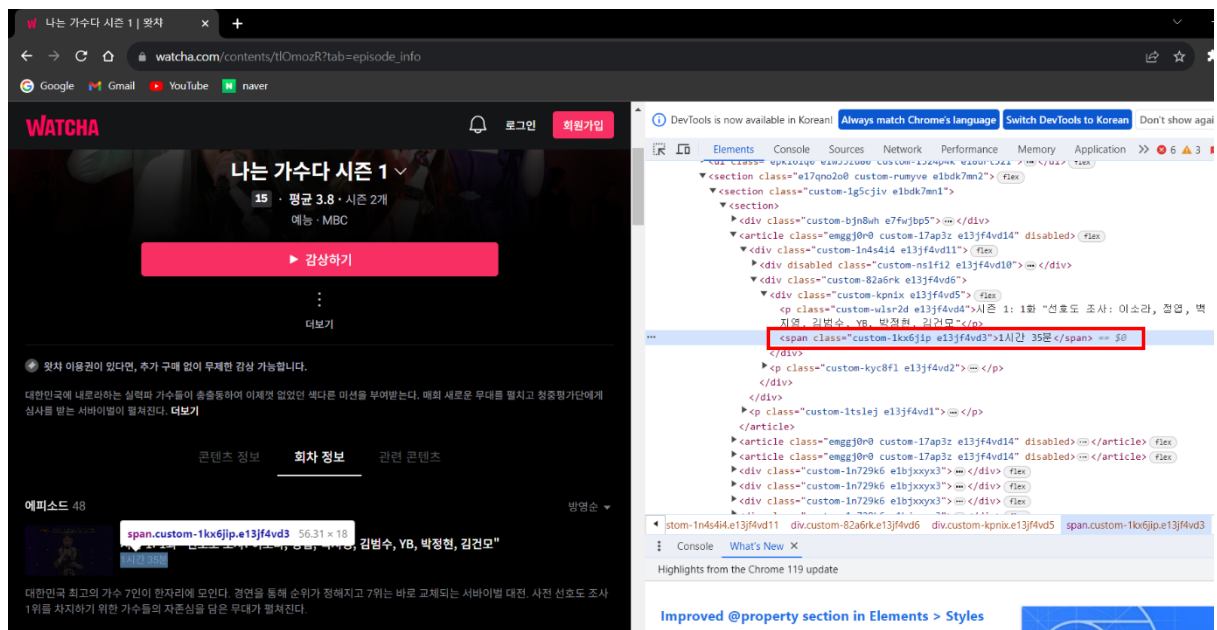 나는 가수다 시즌 1 | 왓챠
watcha.com/contents/tlOmozR?tab=episode_info
Google Gmail YouTube naver
WATCHA
로그인 회원가입
나는 가수다 시즌 1
15 · 평균 3.8 · 시즌 2개
예능 · MBC
감상하기
더보기
왓챠 이용권이 있다면, 추가 구매 없이 무제한 감상 가능합니다.
대한민국에 내로라하는 실력파 가수들이 총출동하여 이제껏 없었던 색다른 미션을 부여받는다. 매회 새로운 무대를 펼치고 청중평가단에게
심사를 받는 서바이벌이 펼쳐진다. 더보기
콘텐츠 정보 회차 정보 관련 콘텐츠
에피소드 48 방영순
span.custom-1kx6jip.e13jf4vd3 56.31 × 18
김범수, YB, 박정현, 김건모"
1시간 35분
대한민국 최고의 가수 7인이 한자리에 모인다. 경연을 통해 순위가 정해지고 7위는 바로 교체되는 서바이벌 대전. 사전 선호도 조사
1위를 차지하기 위한 가수들의 자존심을 담은 무대가 펼쳐진다.
DevTools is now available in Korean! Always match Chrome's language Switch DevTools to Korean Don't show agai
Elements Console Sources Network Performance Memory Application 6 3
<section class="e17qno2o0 custom-rumyve e1bdk7mn2"> flex
<section class="custom-1g5cjiv e1bdk7mn1">
<section>
<div class="custom-bjn8wh e7fwjbp5">…</div>
<article class="emggj0r0 custom-17ap3z e13jf4vd14" disabled> flex
<div class="custom-1n4s4i4 e13jf4vd11"> flex
<div disabled class="custom-ns1fi2 e13jf4vd10">…</div>
<div class="custom-82a6rk e13jf4vd6">
<div class="custom-kpnix e13jf4vd5"> flex
<p class="custom-wlsr2d e13jf4vd4">시즌 1: 1화 "선호도 조사: 이소라, 정엽, 백
지영, 김범수, YB, 박정현, 김건모"</p>
… <span class="custom-1kx6jip e13jf4vd3">1시간 35분</span> == $0
</div>
<p class="custom-kyc8fl e13jf4vd2">…</p>
</div>
</div>
<p class="custom-1tslej e13jf4vd1">…</p>
</article>
<article class="emggj0r0 custom-17ap3z e13jf4vd14" disabled>…</article> flex
<article class="emggj0r0 custom-17ap3z e13jf4vd14" disabled>…</article> flex
<div class="custom-1n729k6 e1bjxxyx3">…</div> flex
<div class="custom-1n729k6 e1bjxxyx3">…</div> flex
<div class="custom-1n729k6 e1bjxxyx3">…</div> flex
stom-1n4s4i4.e13jf4vd11 div.custom-82a6rk.e13jf4vd6 div.custom-kpnix.e13jf4vd5 span.custom-1kx6jip.e13jf4vd3
Console What's New
Highlights from the Chrome 119 update
Improved @property section in Elements > Styles